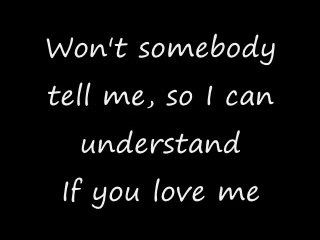 Won't somebody
tell me, so I can
understand
If you love me